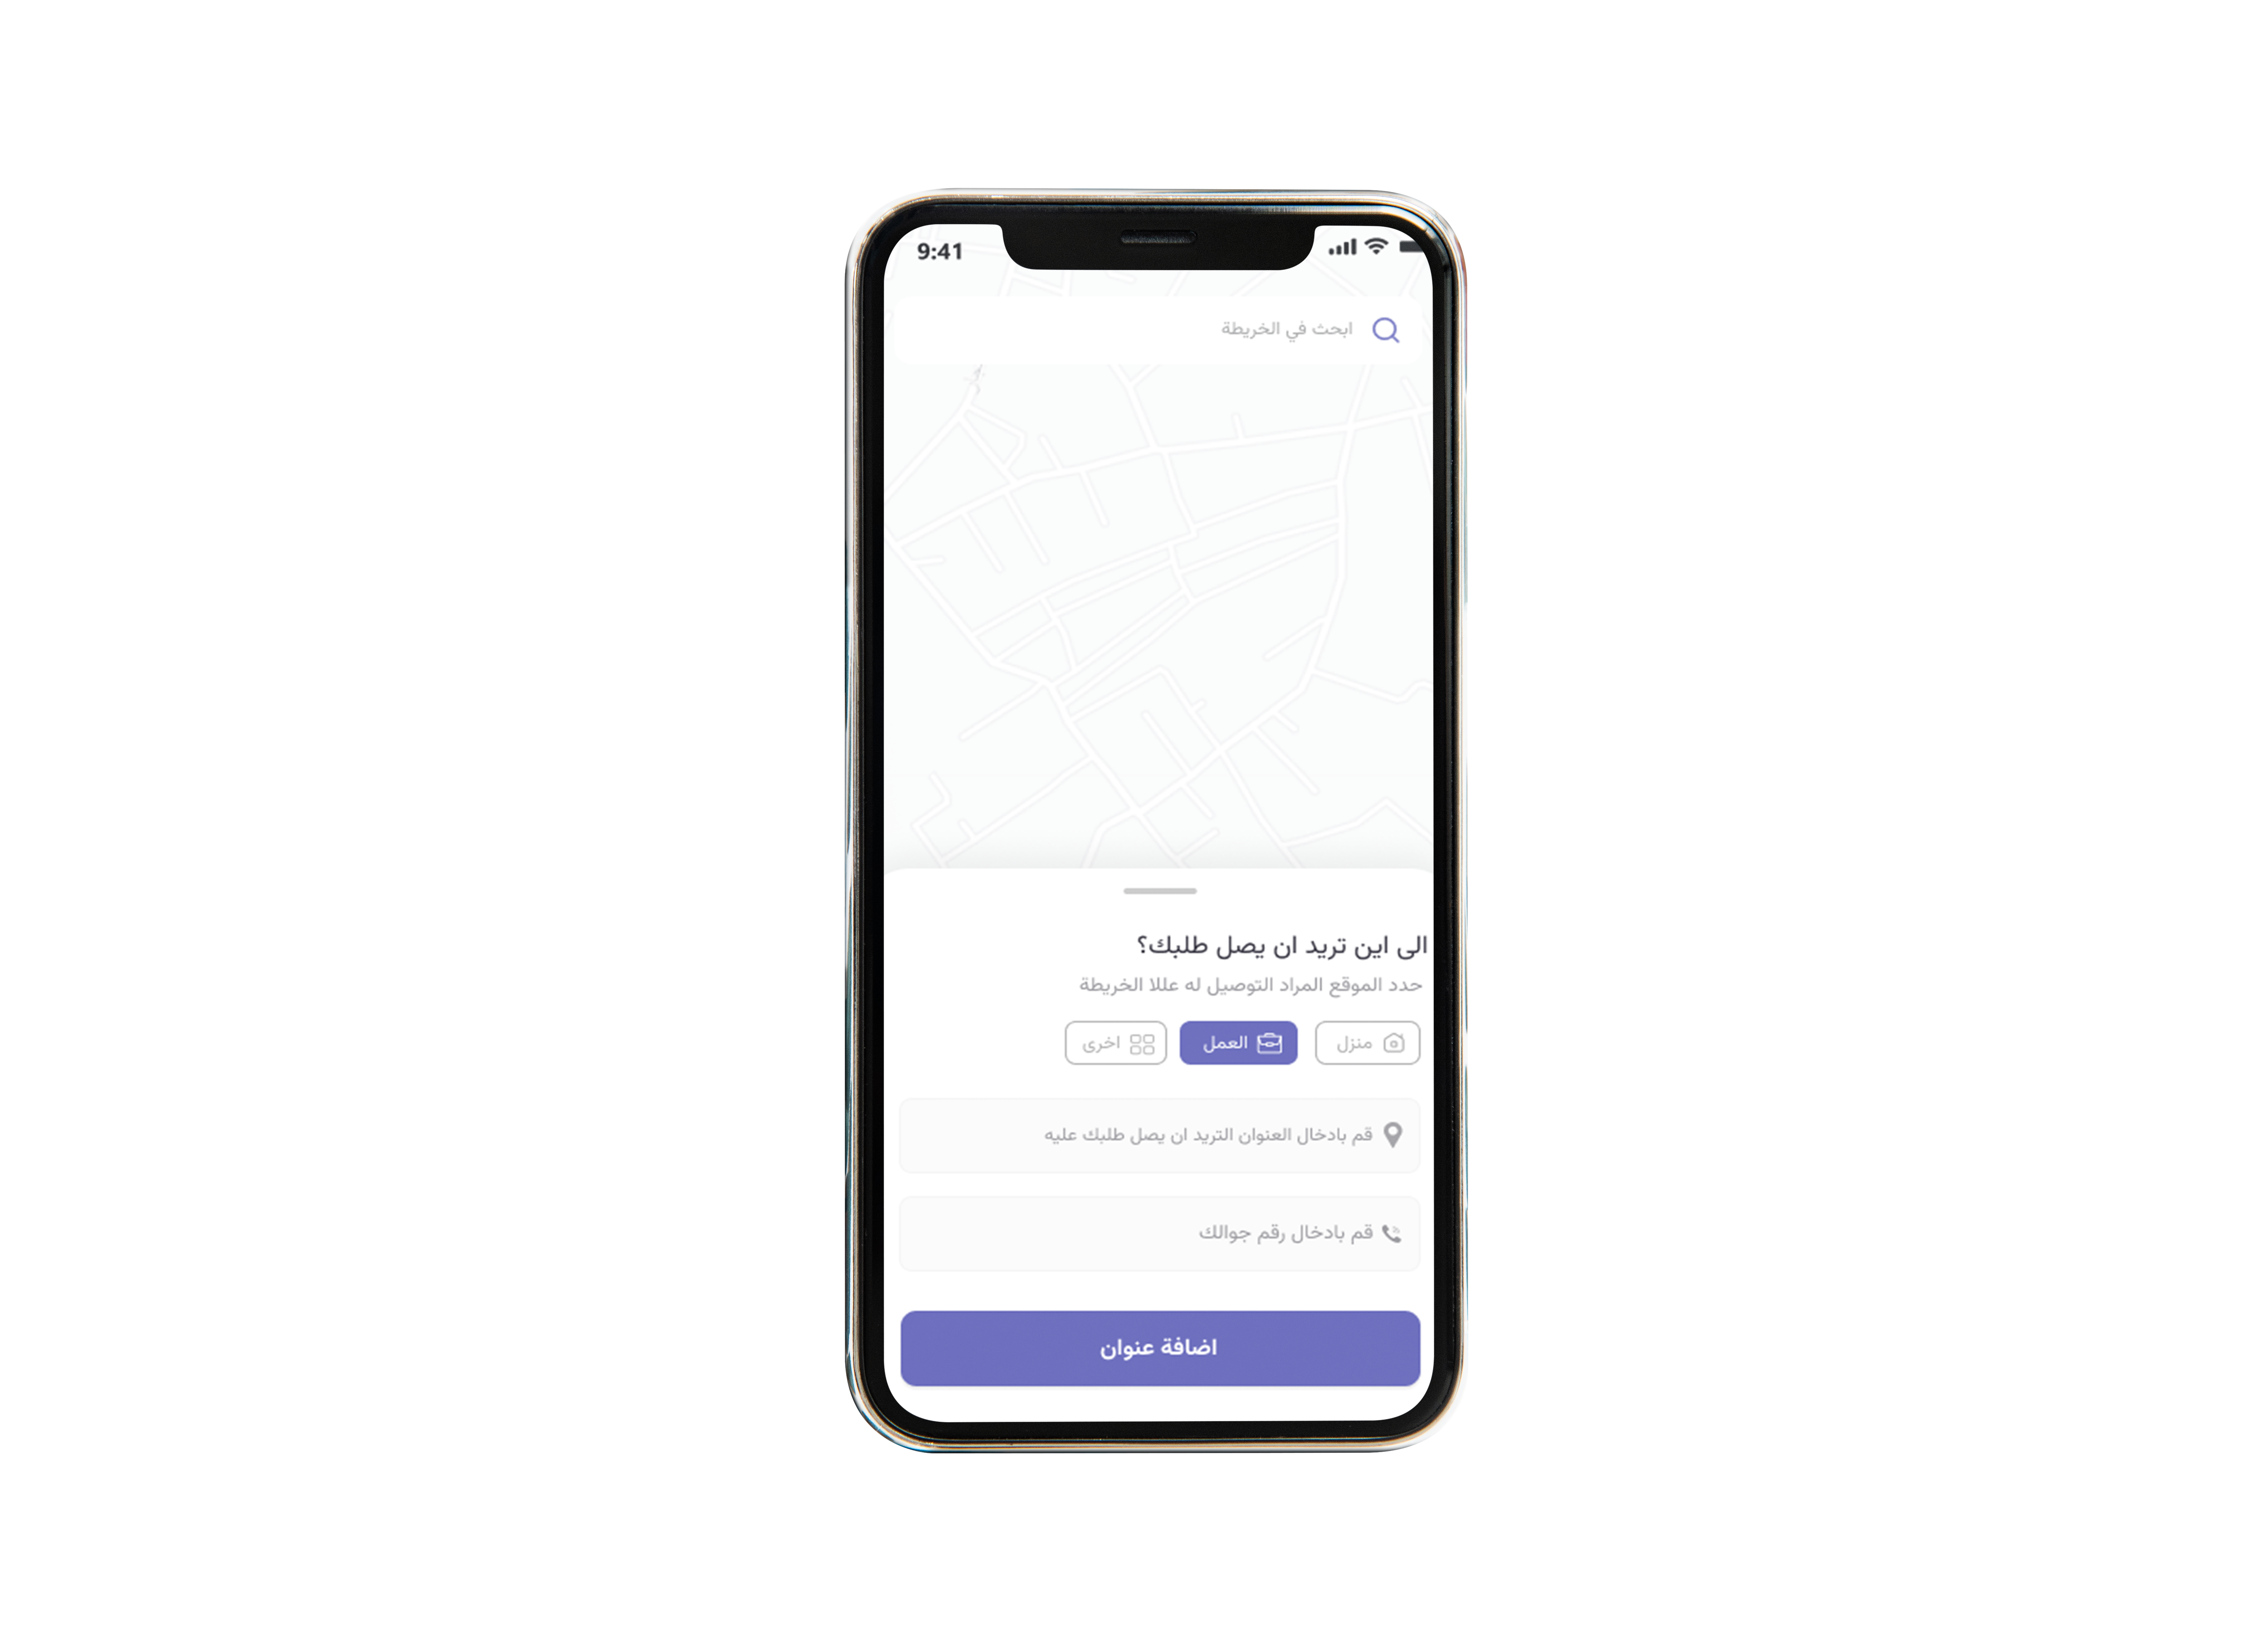 9:41
ابحث في الخريطة
الى اين تريد ان يصل طلبك؟
حدد الموقع المراد التوصيل له عللا الخريطة
منزل
العمل
اخرى
قم بادخال العنوان التريد ان يصل طلبك عليه
قم بادخال رقم جوالك
اضافة عنوان